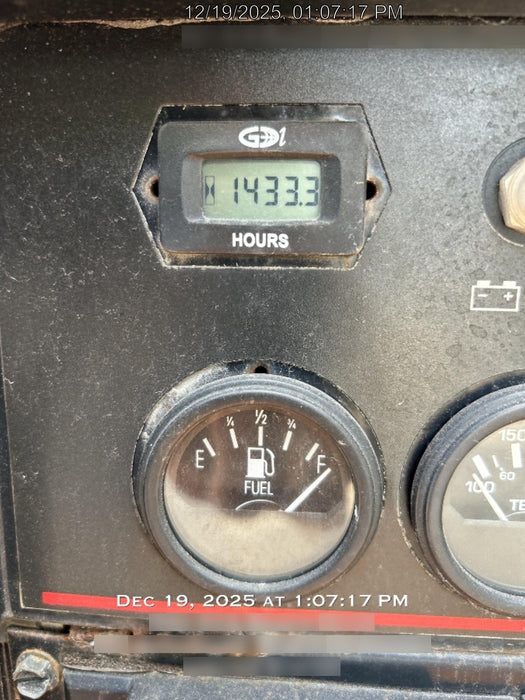 12/19/2025, 01:07:17 PM
GDI
1433.3
HOURS
- +
1/4 1/2 3/4
E F
FUEL
150
100 60
TE
Dec 19, 2025 at 1:07:17 PM